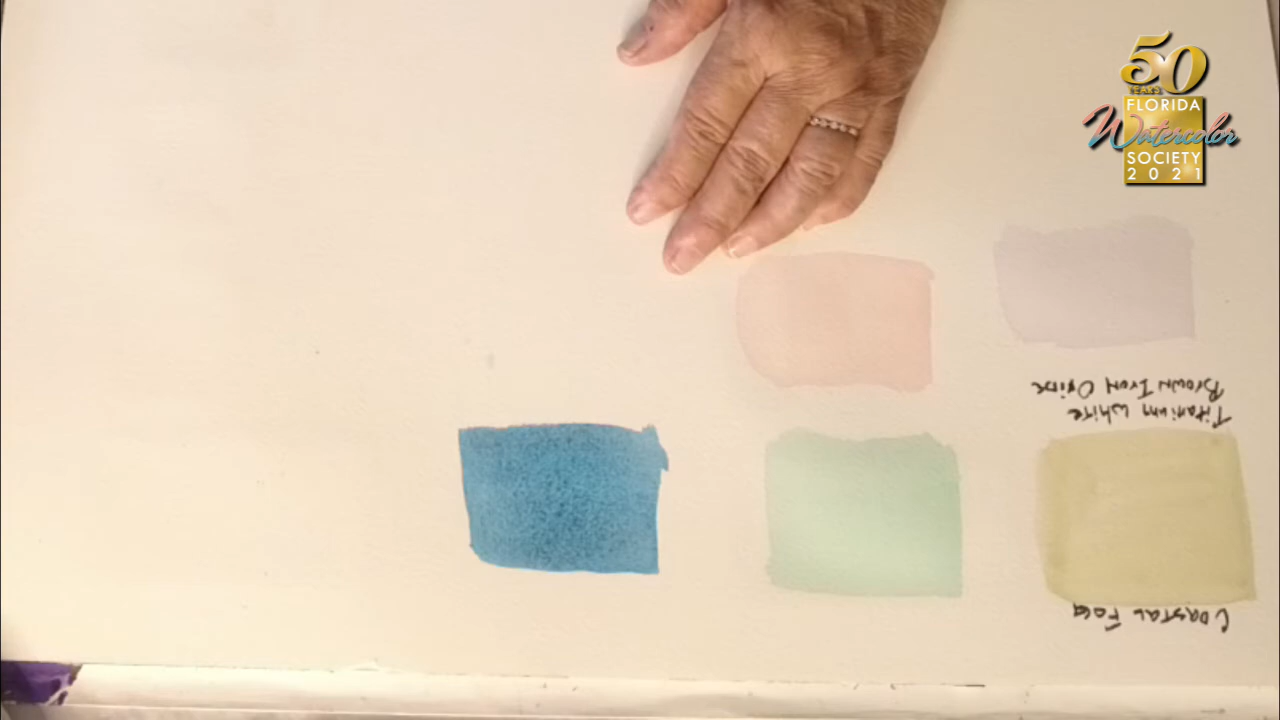 50
YEARS
FLORIDA
Watercolor
SOCIETY
2021
Coastal Fog
Titanium White
Brown Iron Oxide